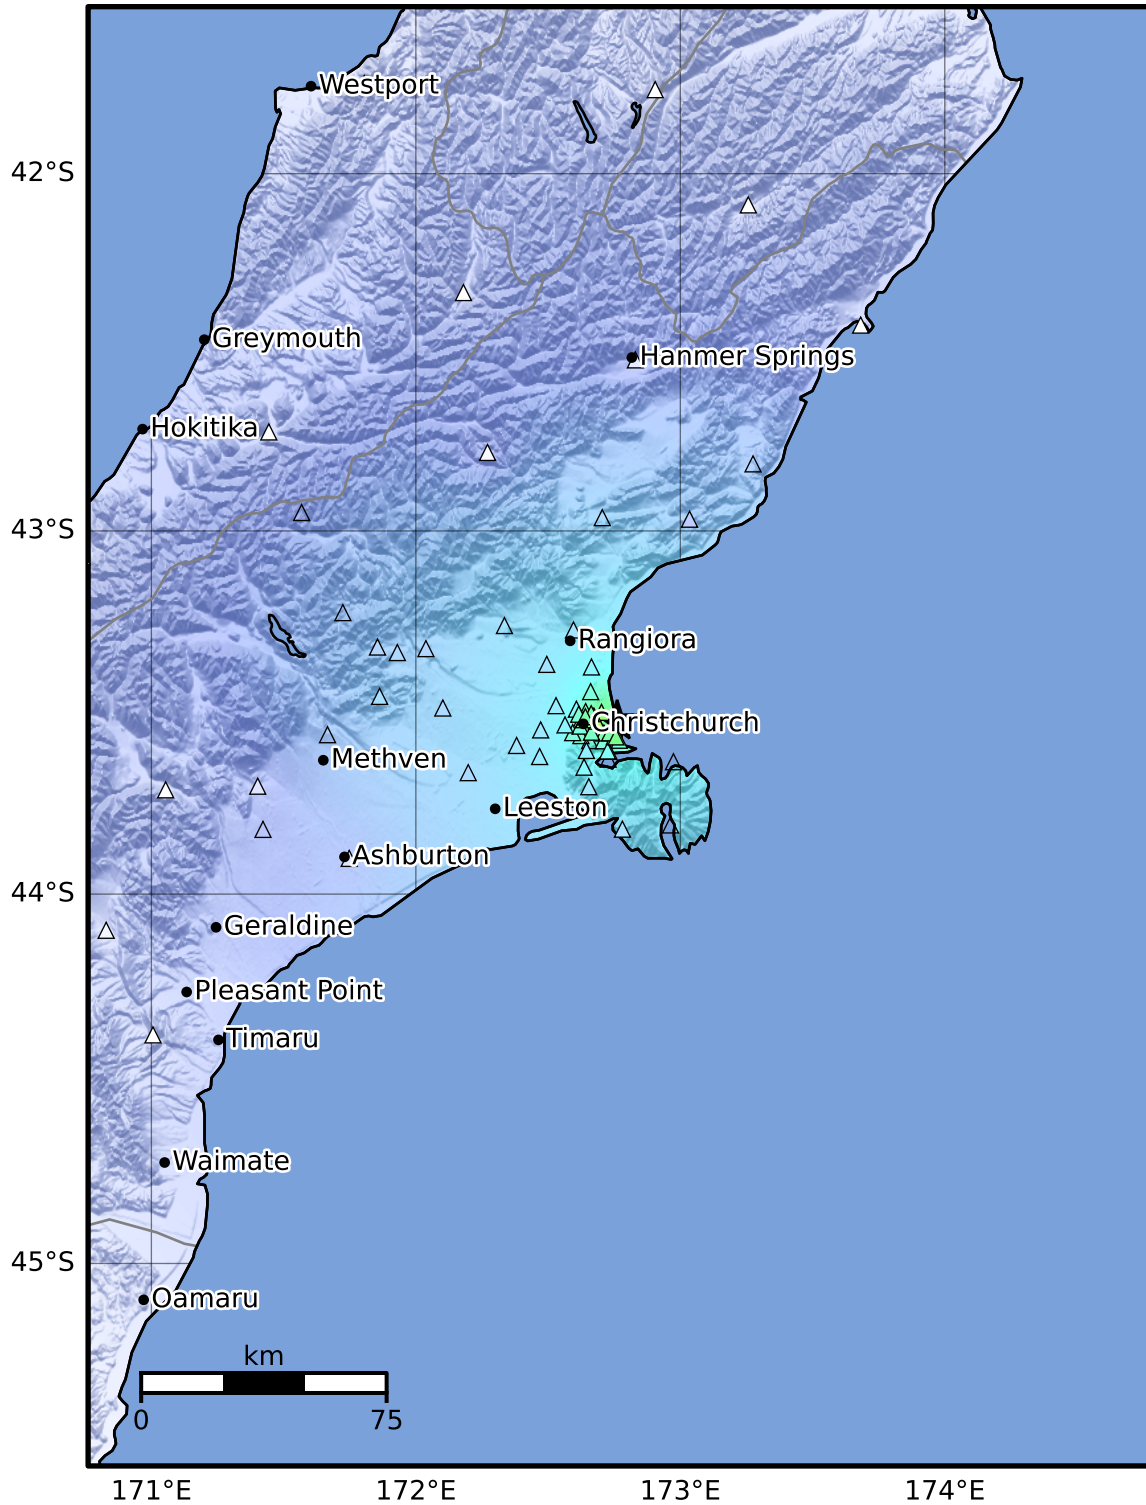 Westport
42°S
Greymouth
Hanmer Springs
Hokitika
43°S
Rangiora
Christchurch
Methven
Leeston
Ashburton
44°S
Geraldine
Pleasant Point
Timaru
Waimate
45°S
Oamaru
km
0 75
171°E 172°E 173°E 174°E